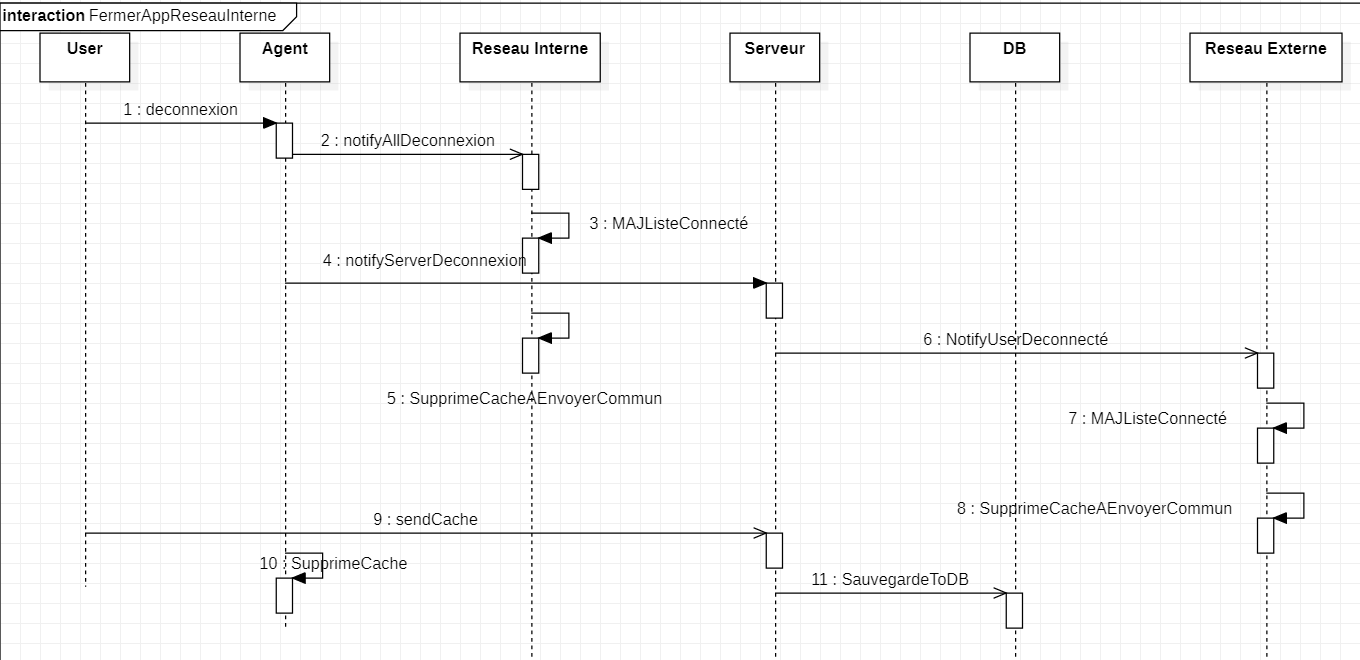 interaction FermerAppReseauInterne
User
Agent
Reseau Interne
Serveur
DB
Reseau Externe
1 : deconnexion
2 : notifyAllDeconnexion
3 : MAJListeConnecté
4 : notifyServerDeconnexion
6 : NotifyUserDeconnecté
5 : SupprimeCacheAEnvoyerCommun
7 : MAJListeConnecté
8 : SupprimeCacheAEnvoyerCommun
9 : sendCache
10 : SupprimeCache
11 : SauvegardeToDB